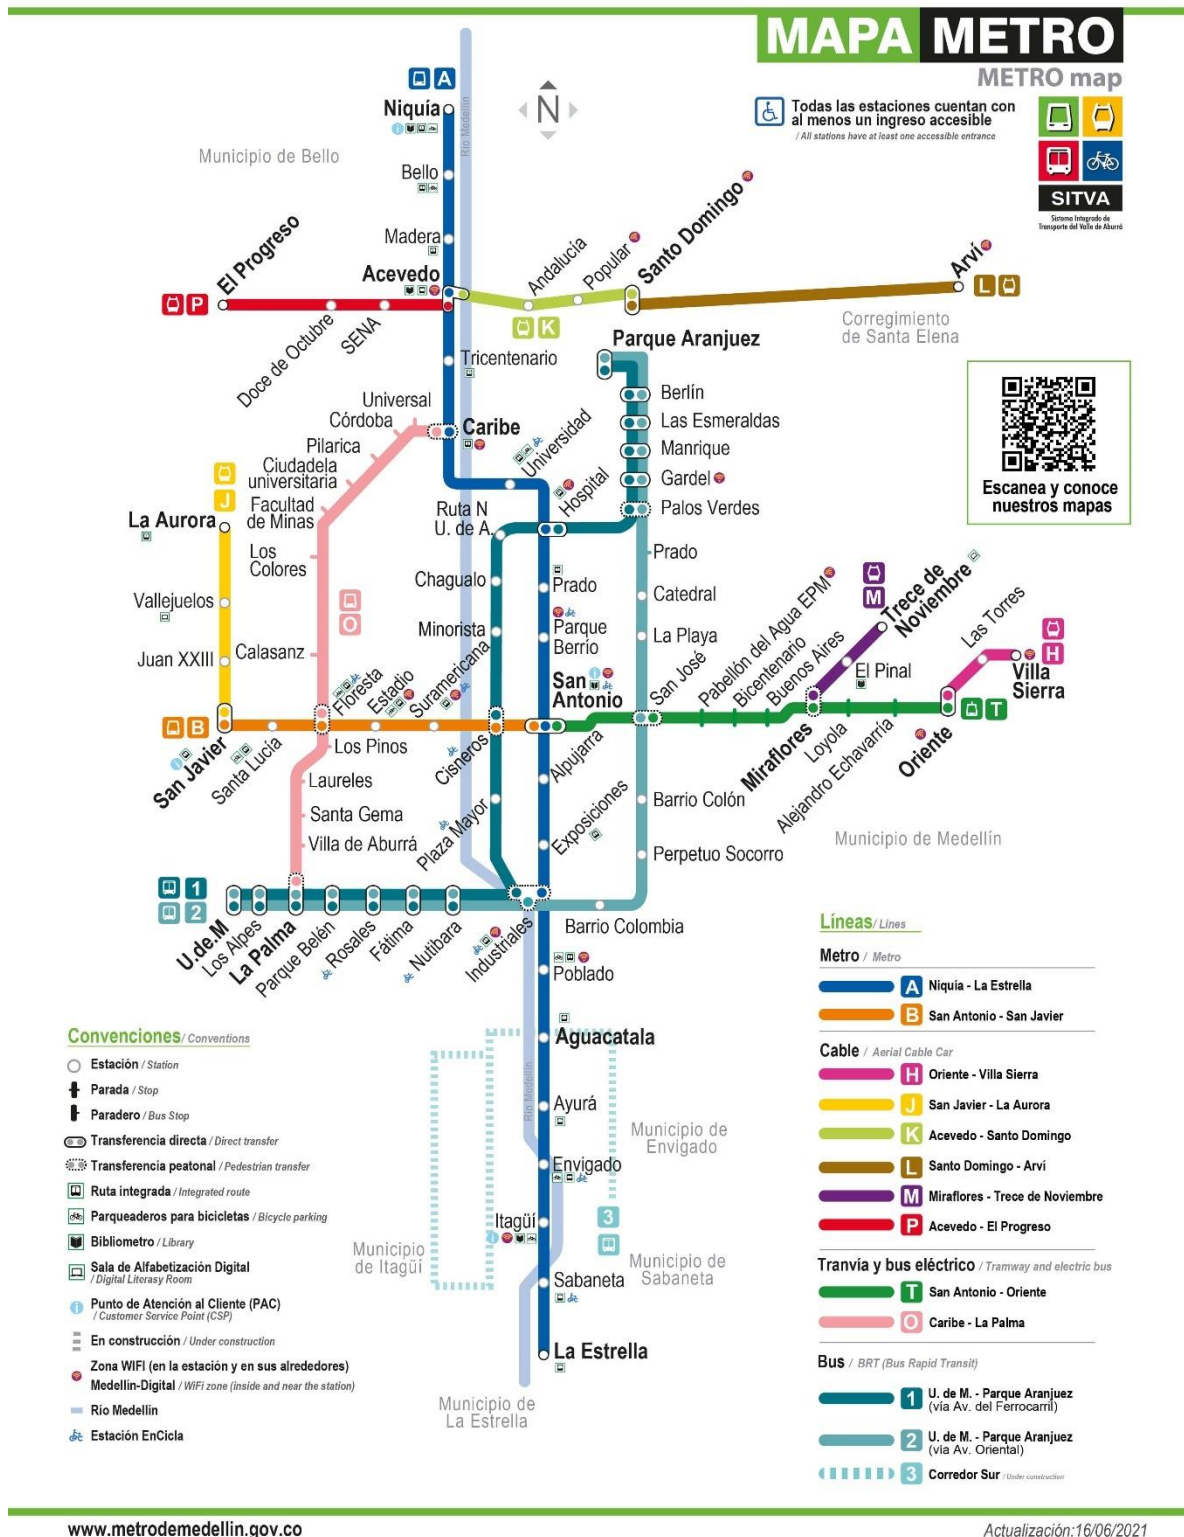 MAPA METRO
METRO map
Todas las estaciones cuentan con
al menos un ingreso accesible
/ All stations have at least one accessible entrance
SITVA
Sistema Integrado de
Transporte del Valle de Aburrá
A
Niquía
N
Río Medellín
Municipio de Bello
Bello
Madera
Acevedo
El Progreso
P
Doce de Octubre
SENA
Andalucía
Popular
Santo Domingo
K
Arví
L
Corregimiento
de Santa Elena
Tricentenario
Parque Aranjuez
Berlín
Las Esmeraldas
Manrique
Gardel
Palos Verdes
Universal
Córdoba
Pilarica
Ciudadela
universitaria
Facultad
de Minas
Los
Colores
Calasanz
O
Caribe
Universidad
Hospital
Ruta N
U. de A.
Chagualo
Minorista
Prado
Parque
Berrío
San
Antonio
Prado
Catedral
La Playa
San José
Escanea y conoce
nuestros mapas
J
La Aurora
Vallejuelos
Juan XXIII
B
San Javier
Santa Lucía
Floresta
Estadio
Suramericana
Cisneros
Los Pinos
Laureles
Santa Gema
Villa de Aburrá
Plaza Mayor
Alpujarra
Exposiciones
Pabellón del Agua EPM
Bicentenario
Buenos Aires
Miraflores
M
Trece de
Noviembre
El Pinal
Loyola
Alejandro Echavarría
Oriente
T
Las Torres
H
Villa
Sierra
Barrio Colón
Perpetuo Socorro
Municipio de Medellín
1
2
U.de.M
Los Alpes
La Palma
Parque Belén
Rosales
Fátima
Nutibara
Industriales
Barrio Colombia
Poblado
Aguacatala
Río Medellín
Ayurá
Municipio de
Envigado
Envigado
Itagüí
3
Municipio
de Itagüí
Municipio de
Sabaneta
Sabaneta
La Estrella
Municipio de
La Estrella
Convenciones / Conventions
Estación / Station
Parada / Stop
Paradero / Bus Stop
Transferencia directa / Direct transfer
Transferencia peatonal / Pedestrian transfer
Ruta integrada / Integrated route
Parqueaderos para bicicletas / Bicycle parking
Bibliometro / Library
Sala de Alfabetización Digital
/ Digital Literasy Room
Punto de Atención al Cliente (PAC)
/ Customer Service Point (CSP)
En construcción / Under construction
Zona WIFI (en la estación y en sus alrededores)
Medellín-Digital / WiFi zone (inside and near the station)
Río Medellín
Estación EnCicla
Líneas / Lines
Metro / Metro
A Niquía - La Estrella
B San Antonio - San Javier
Cable / Aerial Cable Car
H Oriente - Villa Sierra
J San Javier - La Aurora
K Acevedo - Santo Domingo
L Santo Domingo - Arví
M Miraflores - Trece de Noviembre
P Acevedo - El Progreso
Tranvía y bus eléctrico / Tramway and electric bus
T San Antonio - Oriente
O Caribe - La Palma
Bus / BRT (Bus Rapid Transit)
1 U. de M. - Parque Aranjuez
(vía Av. del Ferrocarril)
2 U. de M. - Parque Aranjuez
(vía Av. Oriental)
3 Corredor Sur / Under construction
www.metrodemedellin.gov.co
Actualización:16/06/2021